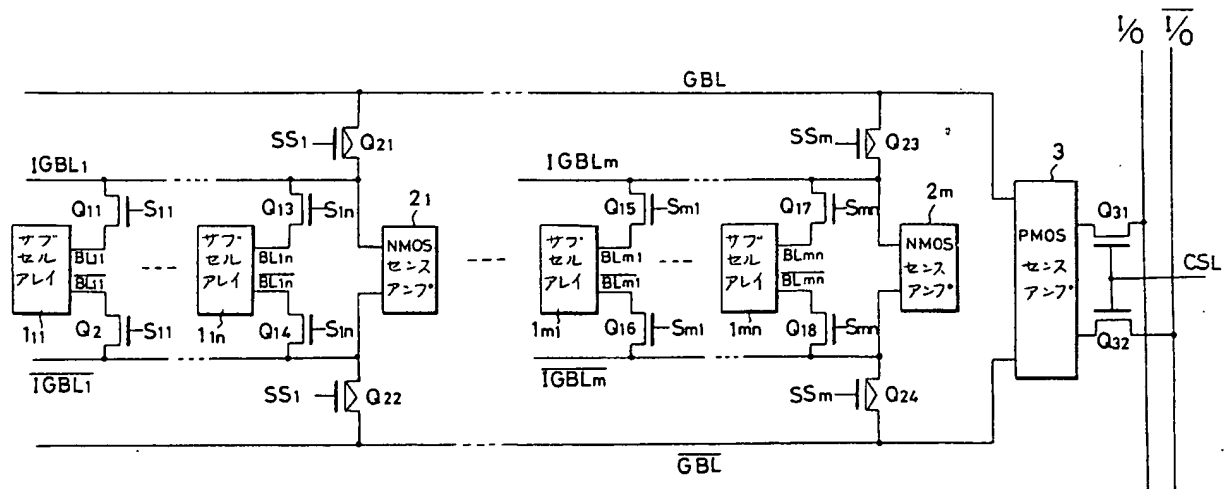 I/O
I/O
GBL
SS1
Q21
SSm
Q23
IGBL1
IGBLm
3
Q11
S11
Q13
S1n
21
Q15
Sm1
Q17
Smn
2m
Q31
サブ
セル
アレイ
BL11
BL11
サブ
セル
アレイ
BL1n
BL1n
NMOS
センス
アンプ
サブ
セル
アレイ
BLm1
BLm1
サブ
セル
アレイ
BLmn
BLmn
NMOS
センス
アンプ
PMOS
センス
アンプ
CSL
111
Q2
S11
11n
Q14
S1n
1m1
Q16
Sm1
1mn
Q18
Smn
Q32
IGBL1
IGBLm
SS1
Q22
SSm
Q24
GBL